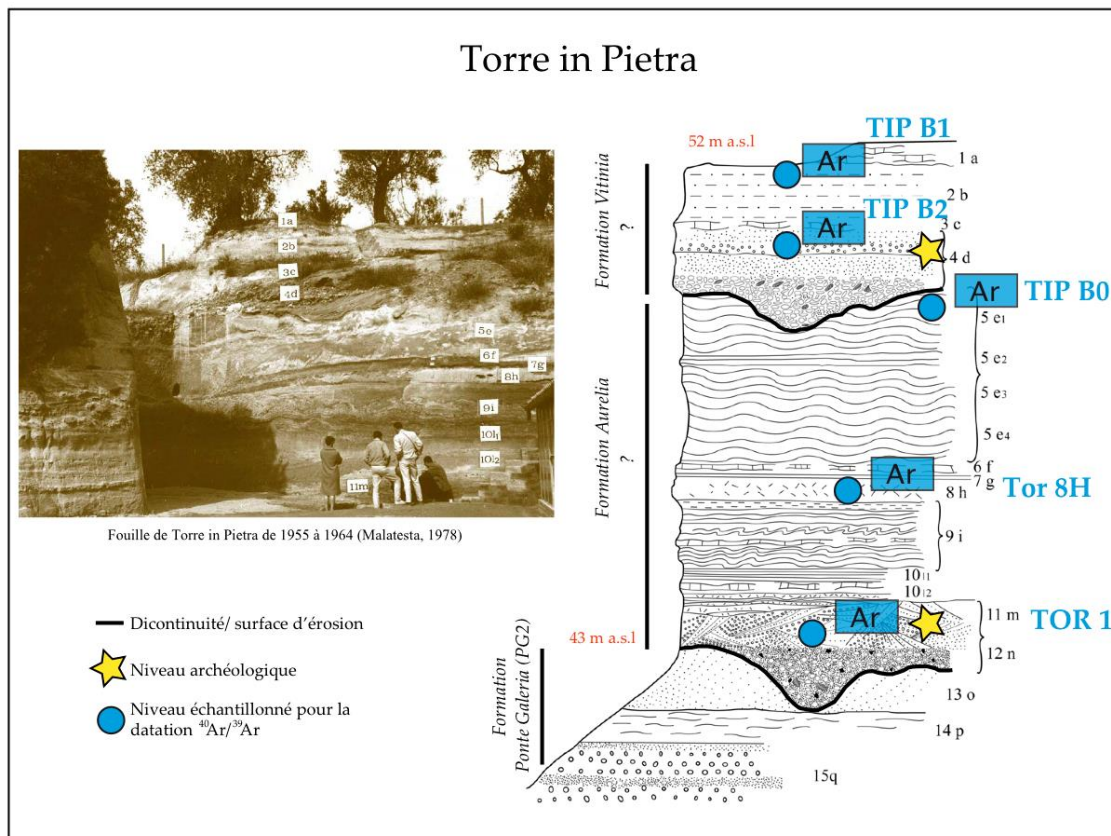 Torre in Pietra
1a
2b
3c
4d
5e
6f
7g
8h
9i
10l1
10l2
11m
Fouille de Torre in Pietra de 1955 à 1964 (Malatesta, 1978)
Dicontinuité/ surface d'érosion
Niveau archéologique
Niveau échantillonné pour la
datation ⁴⁰Ar/³⁹Ar
52 m a.s.l
TIP B1
Ar
1 a
2 b
TIP B2
Ar
3 c
4 d
Ar
TIP B0
5 e1
5 e2
5 e3
5 e4
6 f
Ar
7 g
8 h
Tor 8H
9 i
10 l1
10 l2
Ar
11 m
TOR 1
12 n
43 m a.s.l
13 o
14 p
15q
Formation Vitinia
?
Formation Aurelia
?
Formation
Ponte Galeria (PG2)